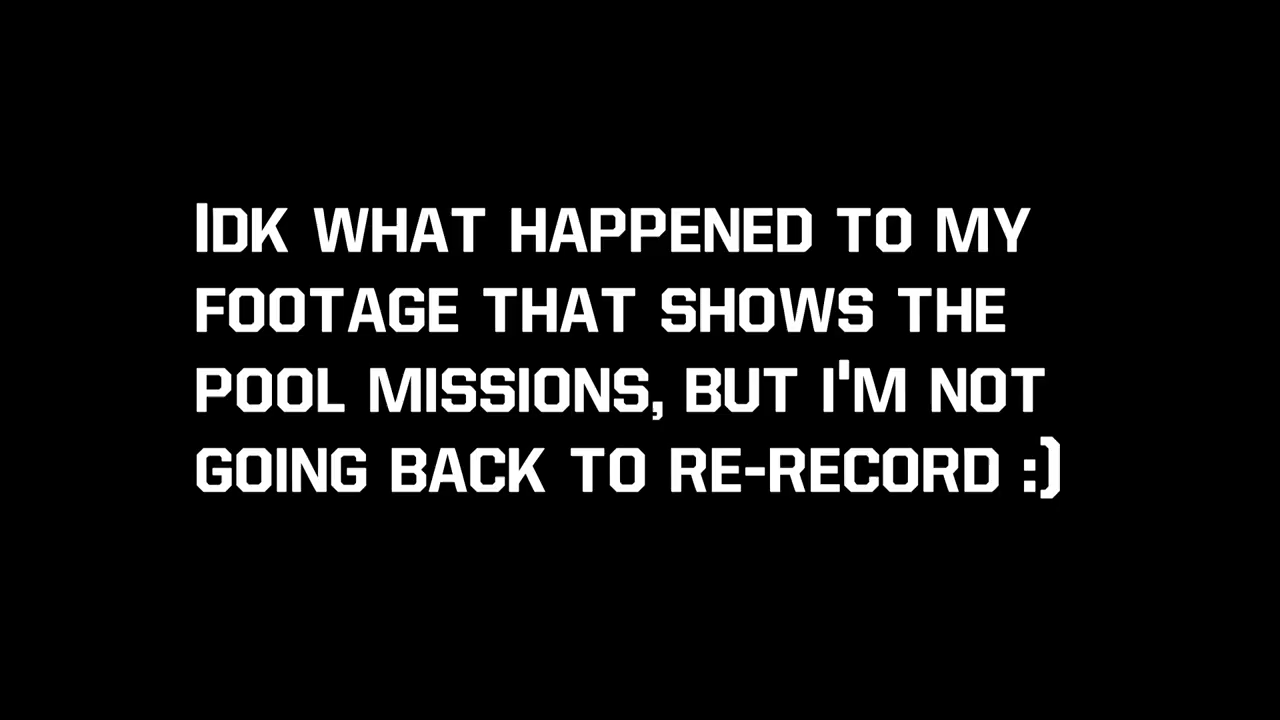 Idk what happened to my
footage that shows the
pool missions, but i'm not
going back to re-record :)